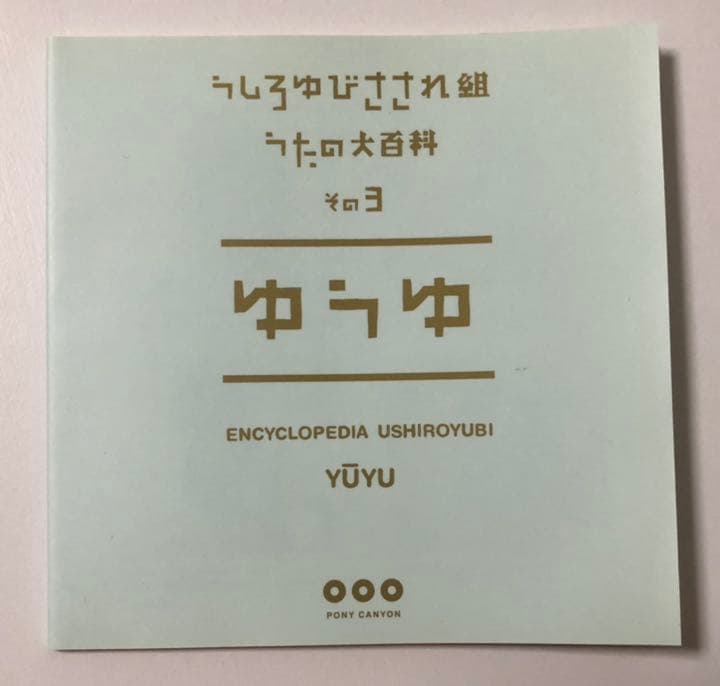 うしろゆびさされ組
うたの大百科
その3
ゆうゆ
ENCYCLOPEDIA USHIROYUBI
YŪYU
PONY CANYON